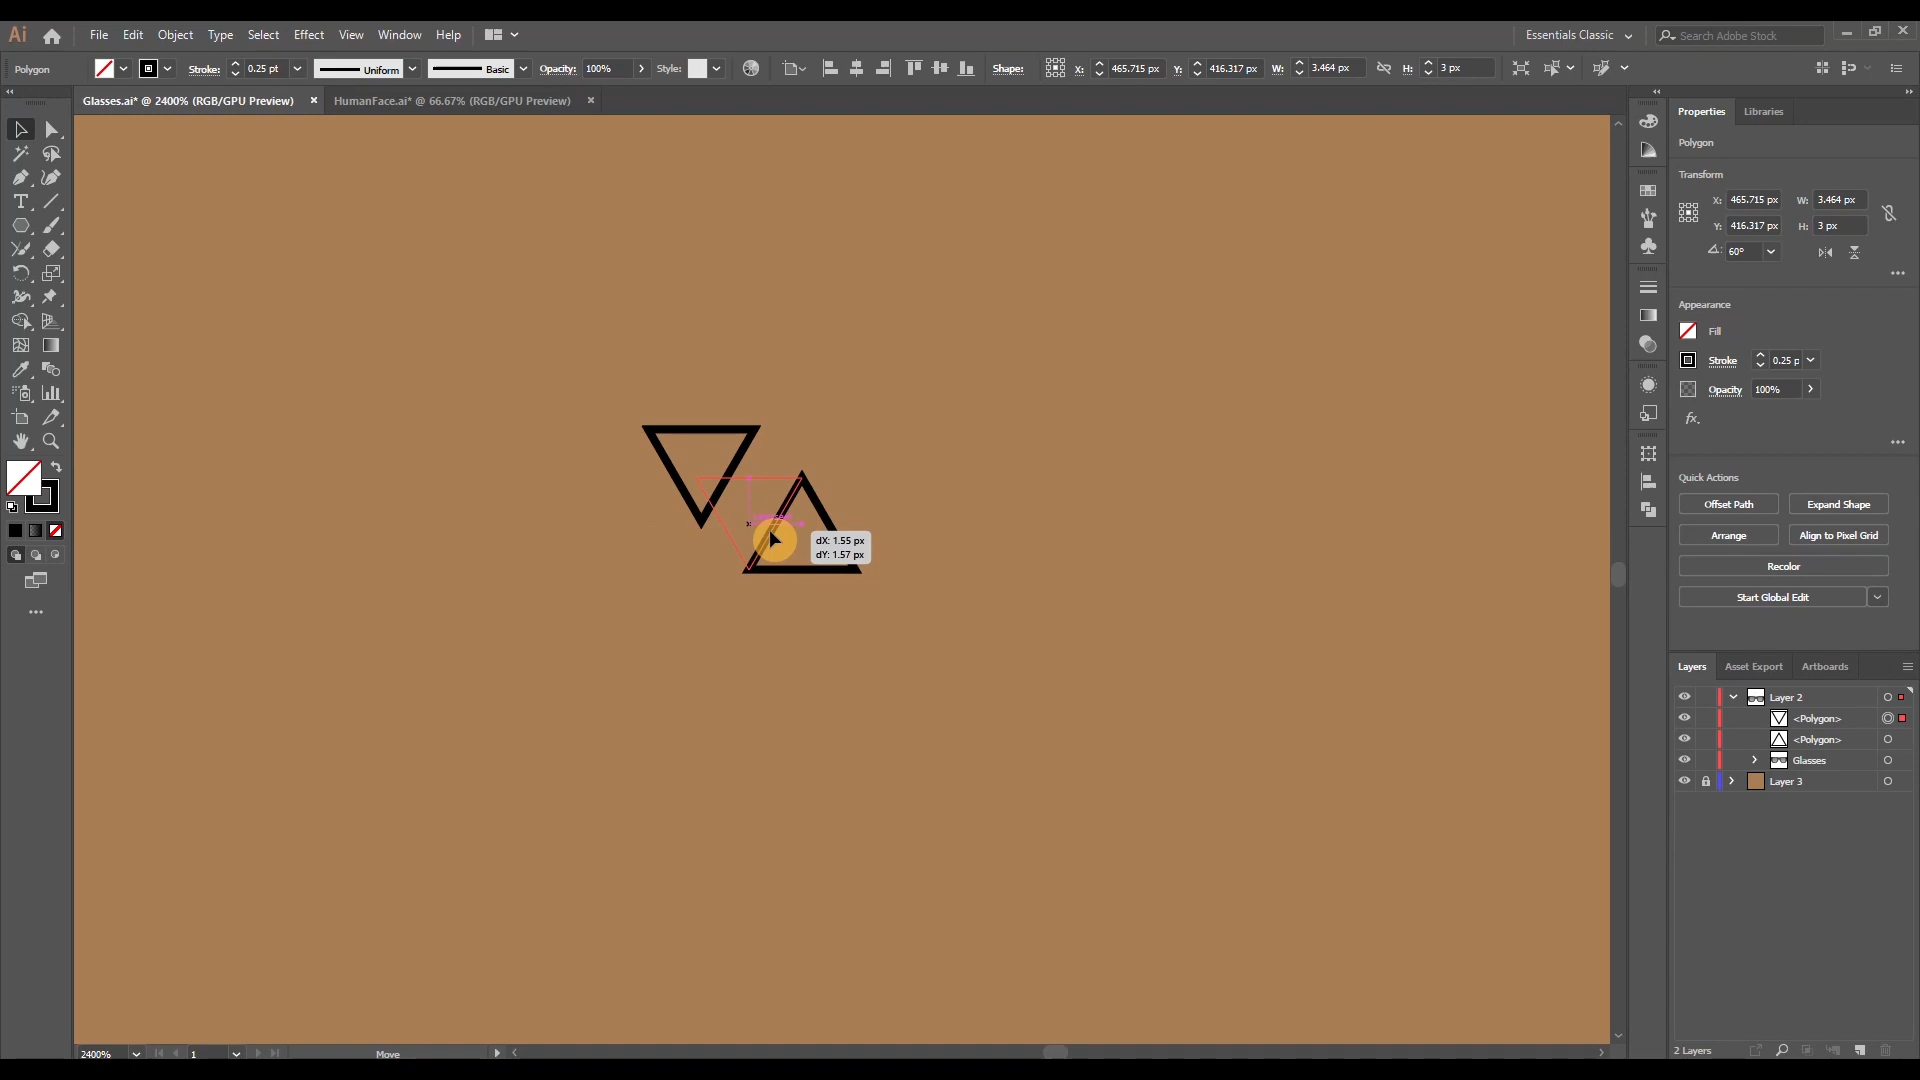 Ai File Edit Object Type Select Effect View Window Help Essentials Classic Search Adobe Stock
Polygon Stroke: 0.25 pt Uniform Basic Opacity: 100% Style: Shape: X: 465.715 px Y: 416.317 px W: 3.464 px H: 3 px
Glasses.ai* @ 2400% (RGB/GPU Preview) × HumanFace.ai* @ 66.67% (RGB/GPU Preview) ×
Properties Libraries
Polygon
Transform
X: 465.715 px W: 3.464 px
Y: 416.317 px H: 3 px
60°
Appearance
Fill
Stroke 0.25 p
Opacity 100%
fx.
Quick Actions
Offset Path Expand Shape
Arrange Align to Pixel Grid
Recolor
Start Global Edit
dX: 1.55 px
dY: 1.57 px
Layers Asset Export Artboards
Layer 2
<Polygon>
<Polygon>
Glasses
Layer 3
2 Layers
2400% 1 Move